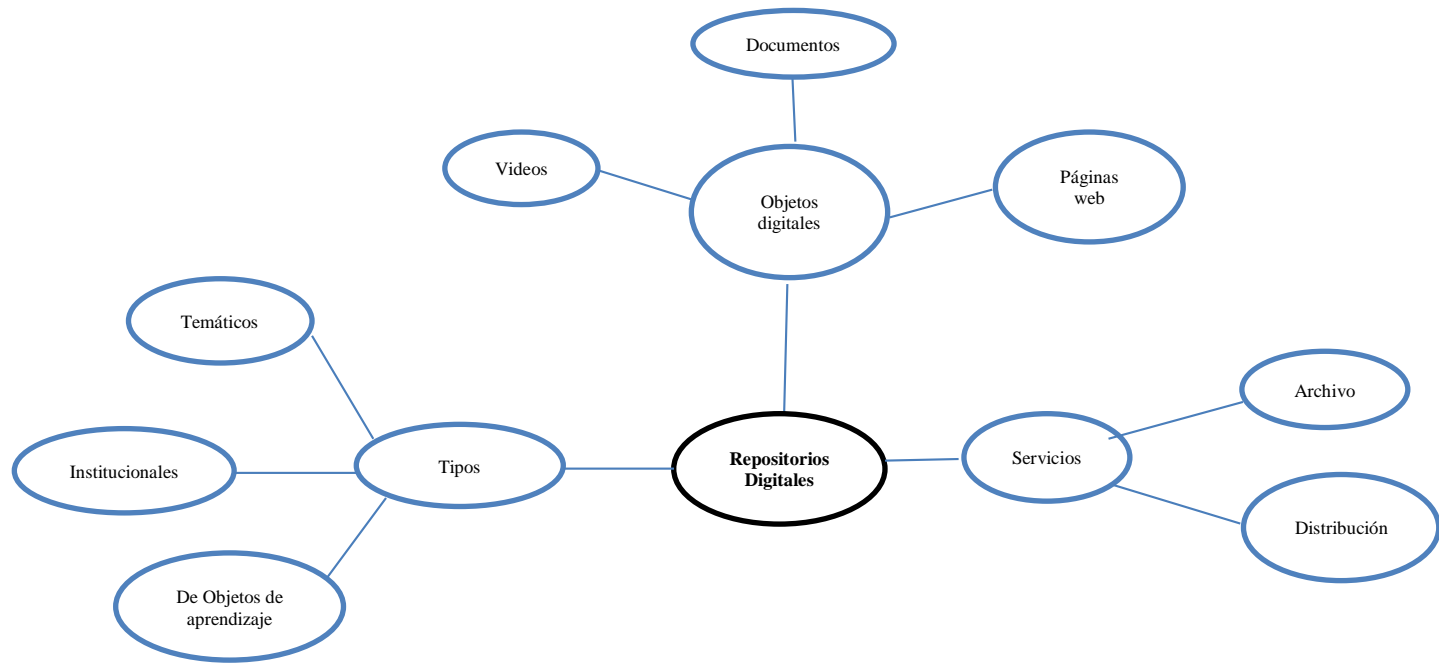 Documentos
Videos
Páginas
web
Objetos
digitales
Temáticos
Archivo
Institucionales
Tipos
Repositorios
Digitales
Servicios
Distribución
De Objetos de
aprendizaje